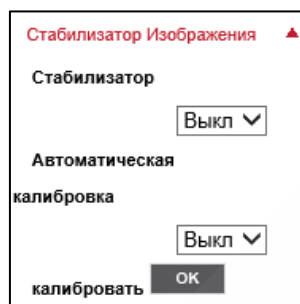 Стабилизатор Изображения
Стабилизатор
Выкл
Автоматическая
калибровка
Выкл
калибровать OK